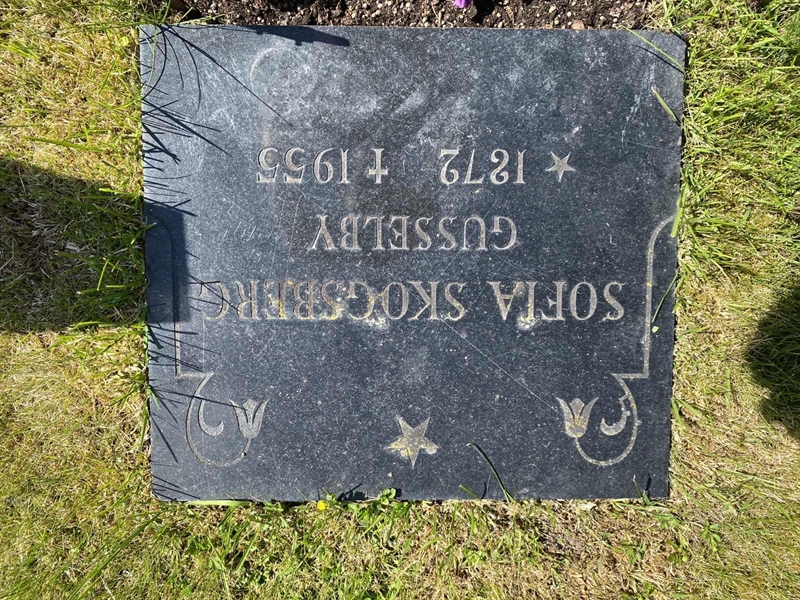 SOFIA SKOGSBERG
GUSSELBY
★ 1872 † 1955